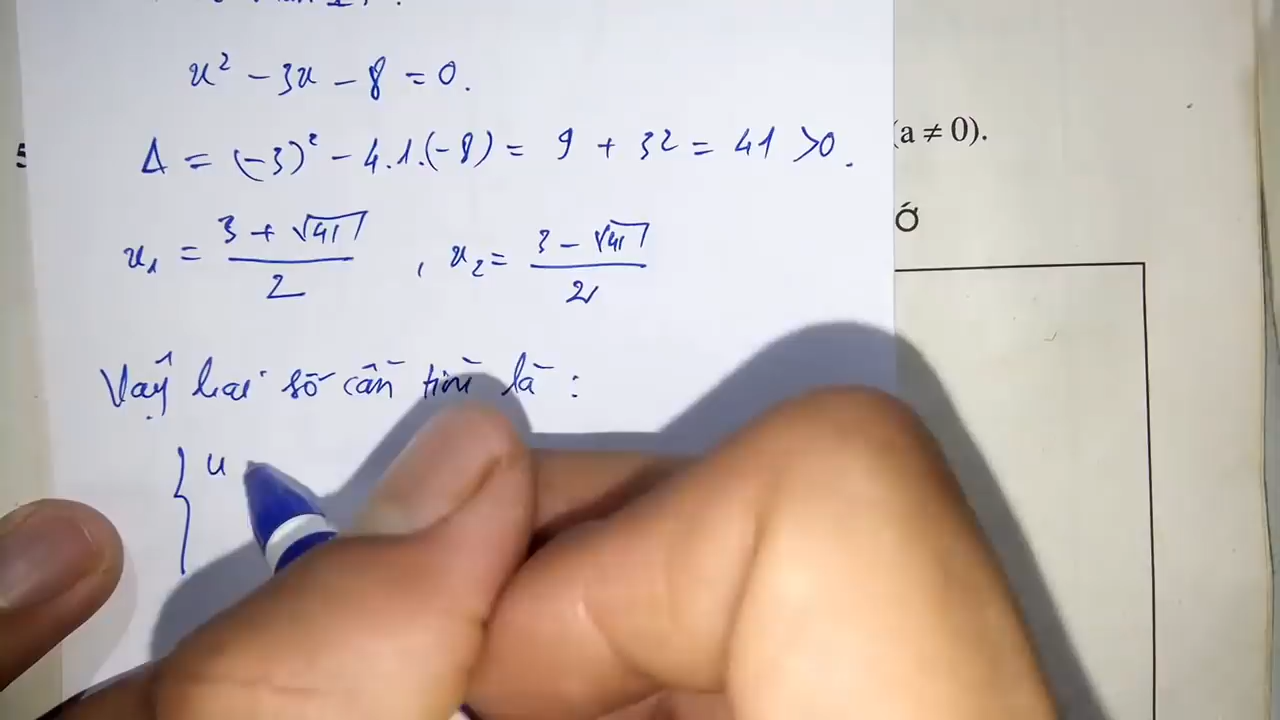 x² - 3x - 8 = 0.
Δ = (-3)² - 4.1.(-8) = 9 + 32 = 41 > 0.
x₁ = (3 + √41)/2 , x₂ = (3 - √41)/2
Vậy hai số cần tìm là :
{ u
5
(a ≠ 0).
Ớ